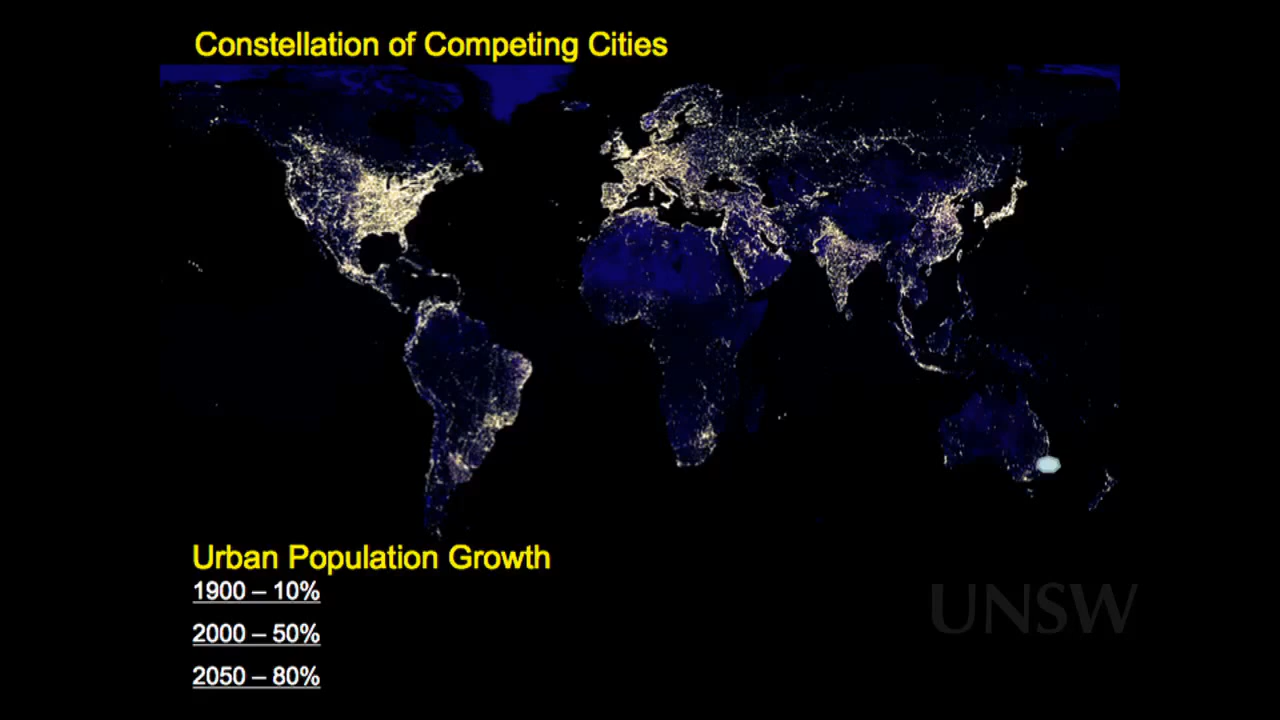 Constellation of Competing Cities
Urban Population Growth
1900 – 10%
2000 – 50%
2050 – 80%
UNSW